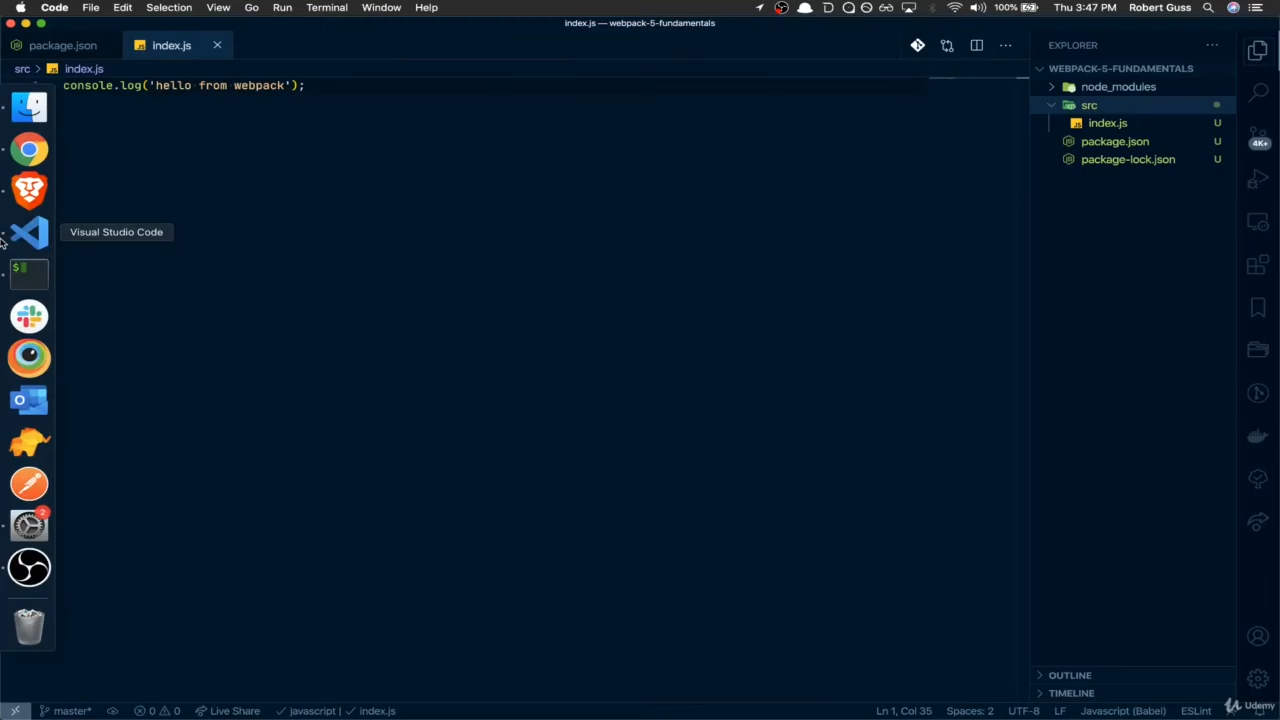 Code File Edit Selection View Go Run Terminal Window Help 100% Thu 3:47 PM Robert Guss
index.js — webpack-5-fundamentals
package.json index.js
src > index.js
console.log('hello from webpack');
$
Visual Studio Code
2
EXPLORER
WEBPACK-5-FUNDAMENTALS
node_modules
src
index.js U
package.json U
package-lock.json U
4K+
OUTLINE
TIMELINE
master* 0 0 Live Share javascript | index.js Ln 1, Col 35 Spaces: 2 UTF-8 LF Javascript (Babel) ESLint
Udemy